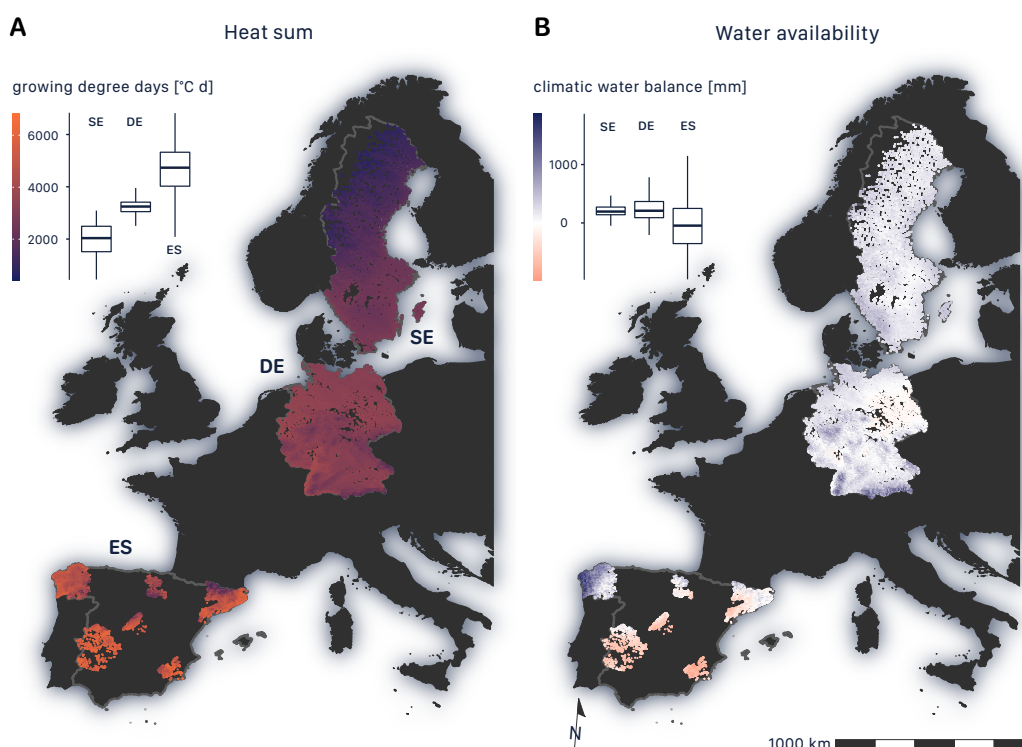 A
Heat sum
growing degree days [°C d]
SE
DE
6000
4000
2000
ES
SE
DE
ES
B
Water availability
climatic water balance [mm]
SE
DE
ES
1000
0
N
1000 km